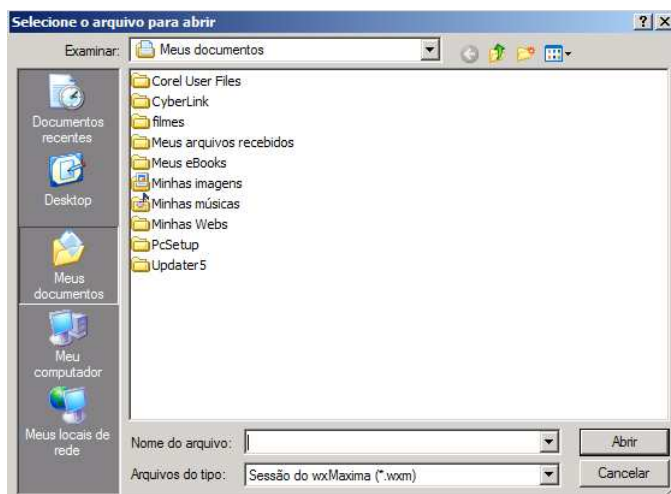 Selecione o arquivo para abrir
Examinar: Meus documentos
Documentos
recentes
Desktop
Meus
documentos
Meu
computador
Meus locais de
rede
Corel User Files
CyberLink
filmes
Meus arquivos recebidos
Meus eBooks
Minhas imagens
Minhas músicas
Minhas Webs
PcSetup
Updater5
Nome do arquivo:
Abrir
Arquivos do tipo: Sessão do wxMaxima (*.wxm)
Cancelar